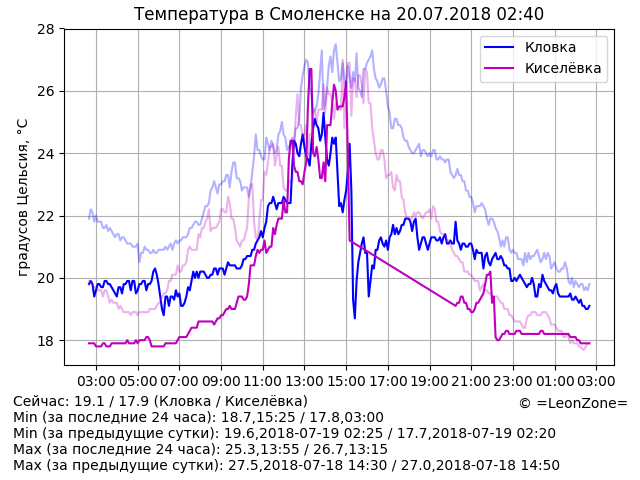 Температура в Смоленске на 20.07.2018 02:40
градусов Цельсия, °C
28
26
24
22
20
18
Кловка
Киселёвка
03:00 05:00 07:00 09:00 11:00 13:00 15:00 17:00 19:00 21:00 23:00 01:00 03:00
Сейчас: 19.1 / 17.9 (Кловка / Киселёвка)
© =LeonZone=
Min (за последние 24 часа): 18.7,15:25 / 17.8,03:00
Min (за предыдущие сутки): 19.6,2018-07-19 02:25 / 17.7,2018-07-19 02:20
Max (за последние 24 часа): 25.3,13:55 / 26.7,13:15
Max (за предыдущие сутки): 27.5,2018-07-18 14:30 / 27.0,2018-07-18 14:50